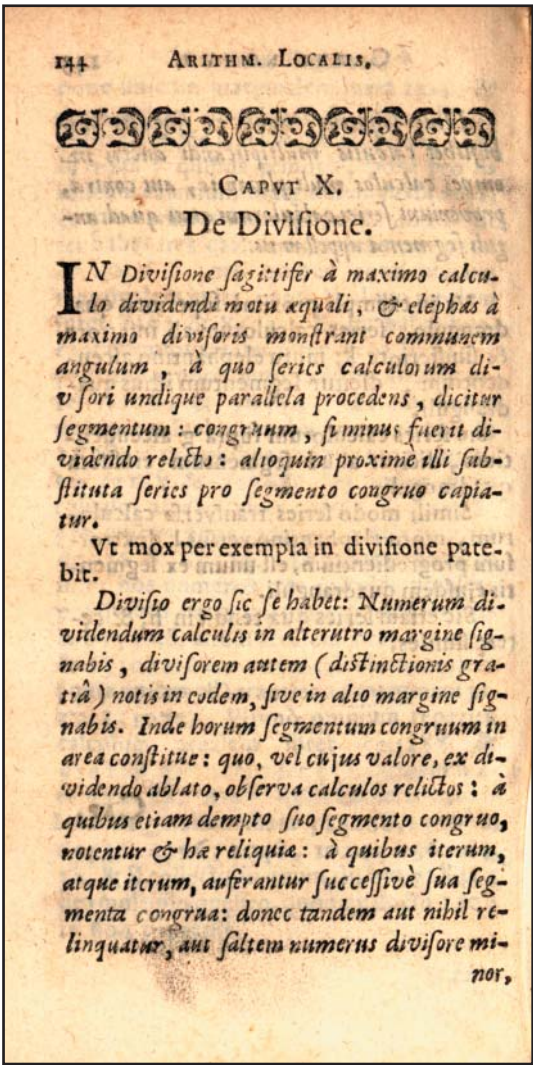 144 ARITHM. LOCALIS.
CAPVT X.
De Diviſione.
IN Diviſione ſagittifer à maximo calcu-
lo dividendi motu æquali, & elephas à
maximo diviſoris monſtrant communem
angulum, à quo ſeries calculorum di-
v ſori undique parallela procedens, dicitur
ſegmentum: congruum, ſi minus fuerit di-
videndo relicto: alioquin proxime illi ſub-
ſtituta ſeries pro ſegmento congruo capia-
tur.
Vt mox per exempla in diviſione pate-
bit.
Diviſio ergo ſic ſe habet: Numerum di-
videndum calculis in alterutro margine ſig-
nabis, diviſorem autem (diſtinctionis gra-
tiâ) notis in eodem, ſive in alio margine ſig-
nabis. Inde horum ſegmentum congruum in
area conſtitue: quo, vel cujus valore, ex di-
videndo ablato, obſerva calculos relictos: à
quibus etiam dempto ſuo ſegmento congruo,
notentur & hæ reliquiæ: à quibus iterum,
atque iterum, auferantur ſucceſſivè ſua ſeg-
menta congrua: donec tandem aut nihil re-
linquatur, aut ſaltem numerus diviſore mi-
nor,